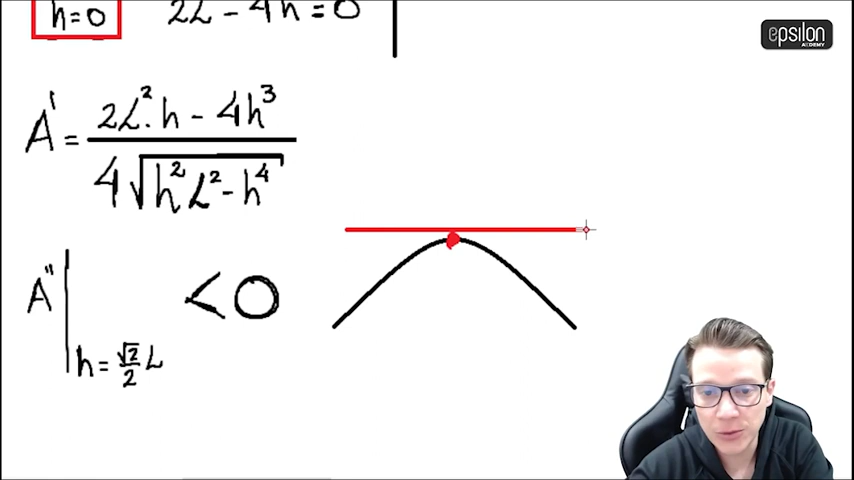 h=0 2L - 4h = 0
epsilon
ACADEMY
A' = 2L².h - 4h³ / 4√h²L² - h⁴
A'' | h = √2/2 L < 0